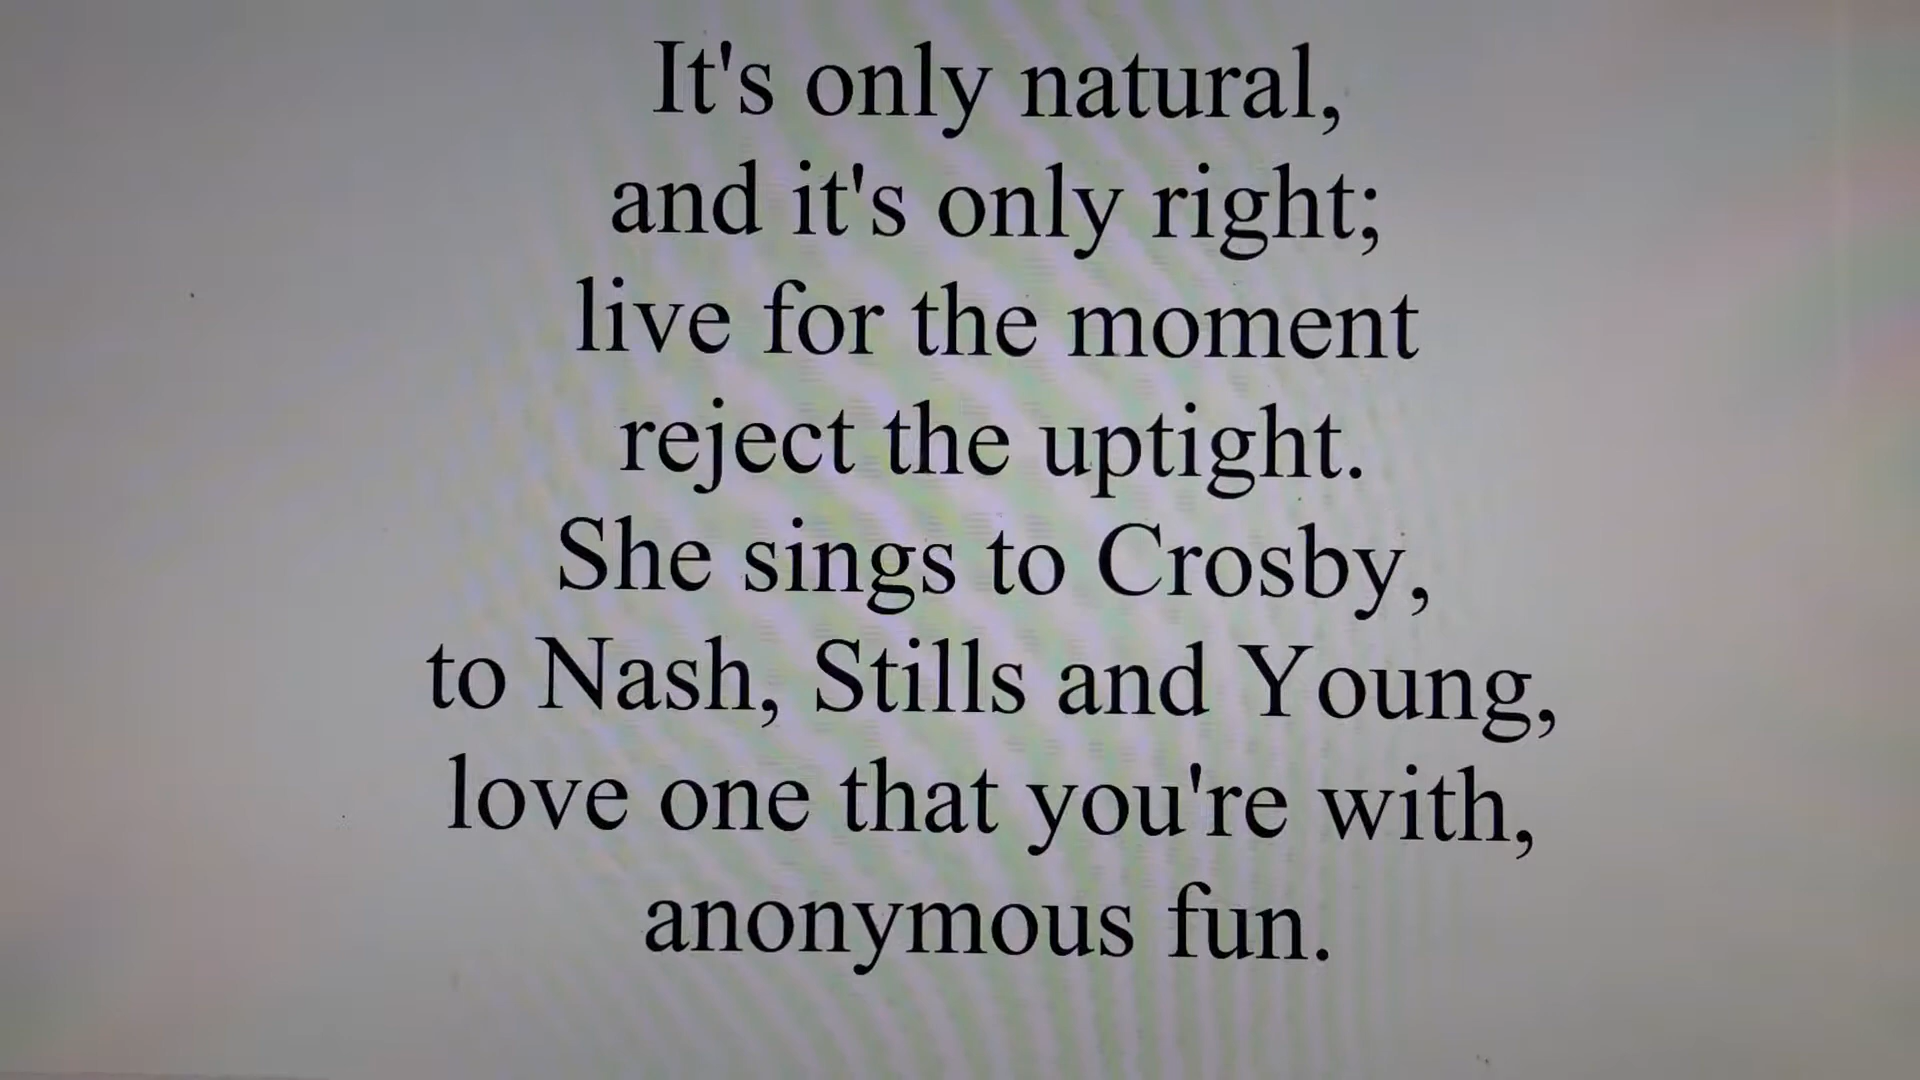 It's only natural,
and it's only right;
live for the moment
reject the uptight.
She sings to Crosby,
to Nash, Stills and Young,
love one that you're with,
anonymous fun.